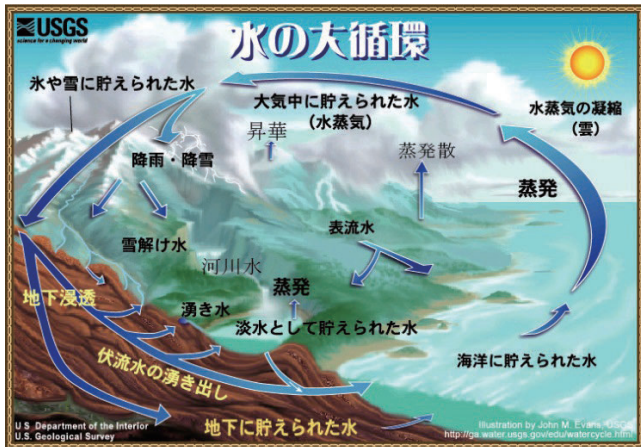 USGS
science for a changing world
水の大循環
氷や雪に貯えられた水
大気中に貯えられた水
(水蒸気)
水蒸気の凝縮
(雲)
昇華
降雨・降雪
蒸発散
蒸発
雪解け水
表流水
河川水
蒸発
地下浸透
湧き水
淡水として貯えられた水
伏流水の湧き出し
海洋に貯えられた水
地下に貯えられた水
U S Department of the Interior
U.S. Geological Survey
Illustration by John M. Evans, USGS
http://ga.water.usgs.gov/edu/watercycle.html